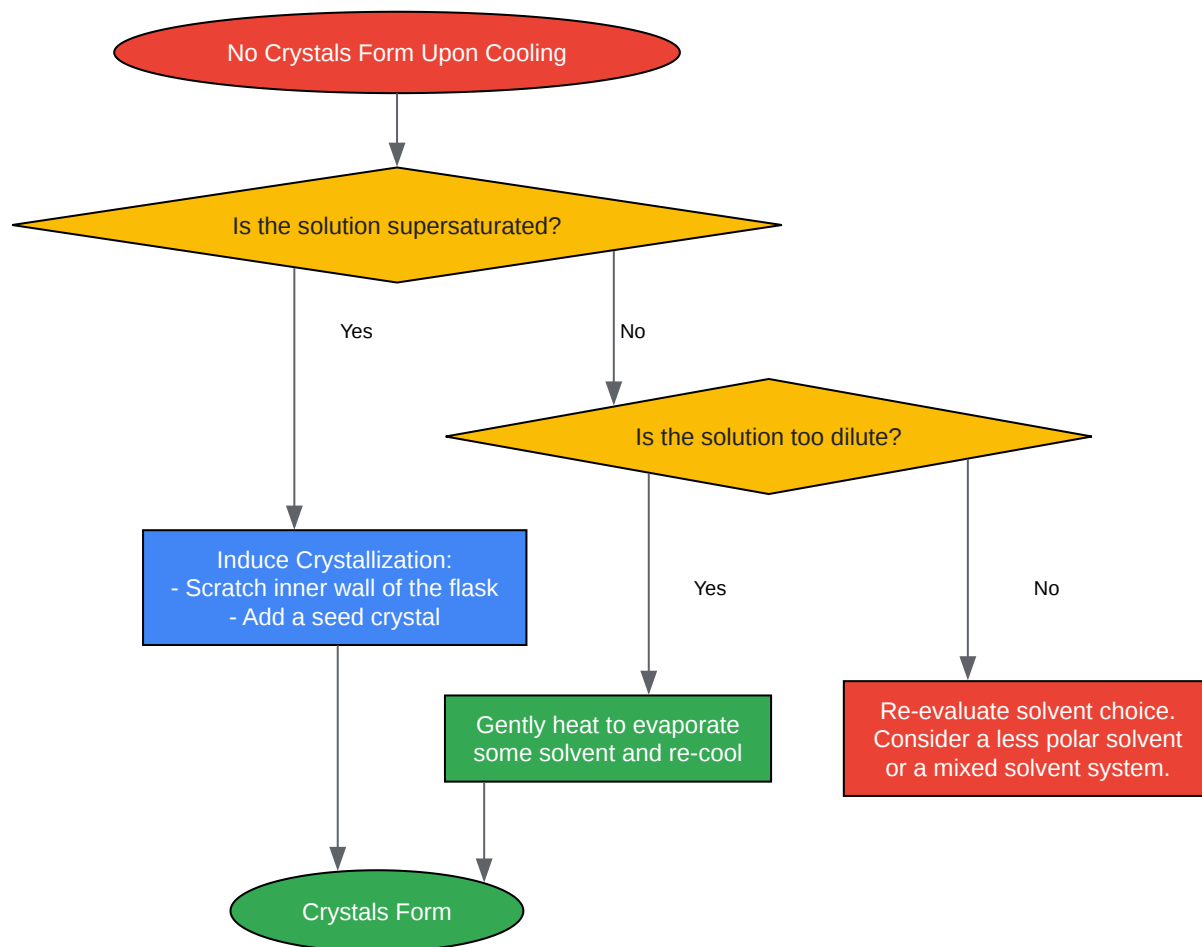 No Crystals Form Upon Cooling
Is the solution supersaturated?
Yes
No
Is the solution too dilute?
Induce Crystallization:
- Scratch inner wall of the flask
- Add a seed crystal
Yes
No
Gently heat to evaporate
some solvent and re-cool
Re-evaluate solvent choice.
Consider a less polar solvent
or a mixed solvent system.
Crystals Form